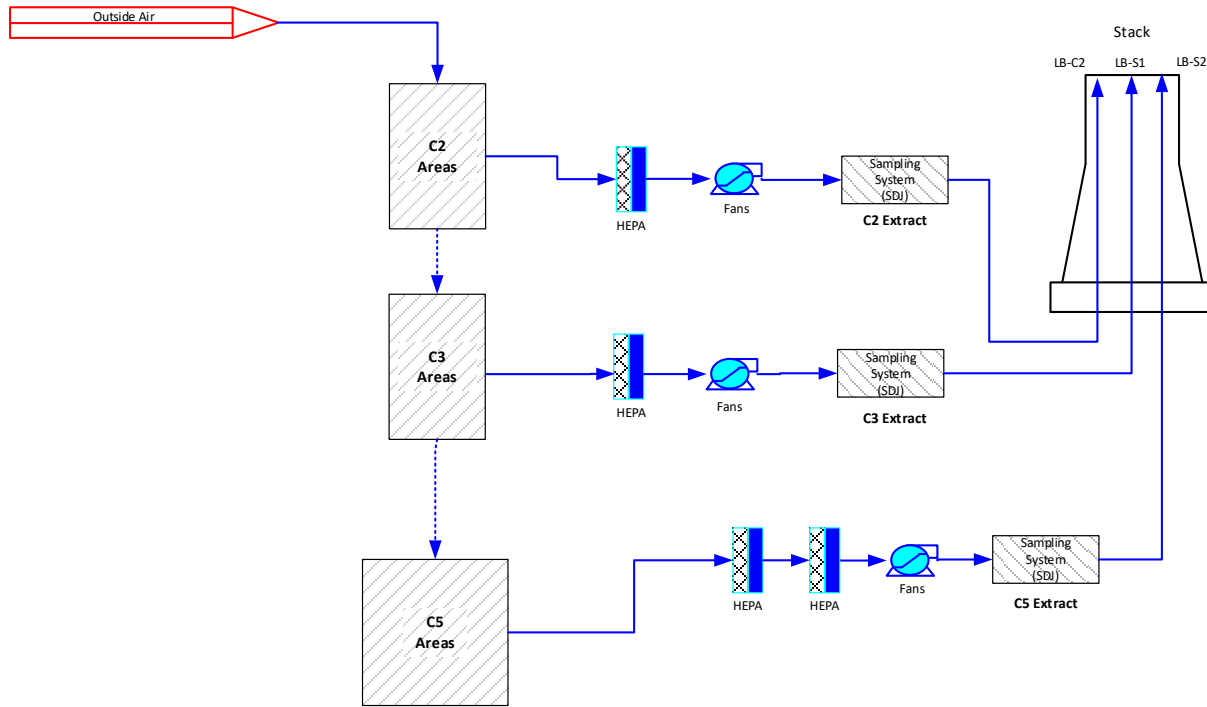 Outside Air
Stack
LB-C2
LB-S1
LB-S2
C2
Areas
HEPA
Fans
Sampling
System
(SDJ)
C2 Extract
C3
Areas
HEPA
Fans
Sampling
System
(SDJ)
C3 Extract
C5
Areas
HEPA
HEPA
Fans
Sampling
System
(SDJ)
C5 Extract